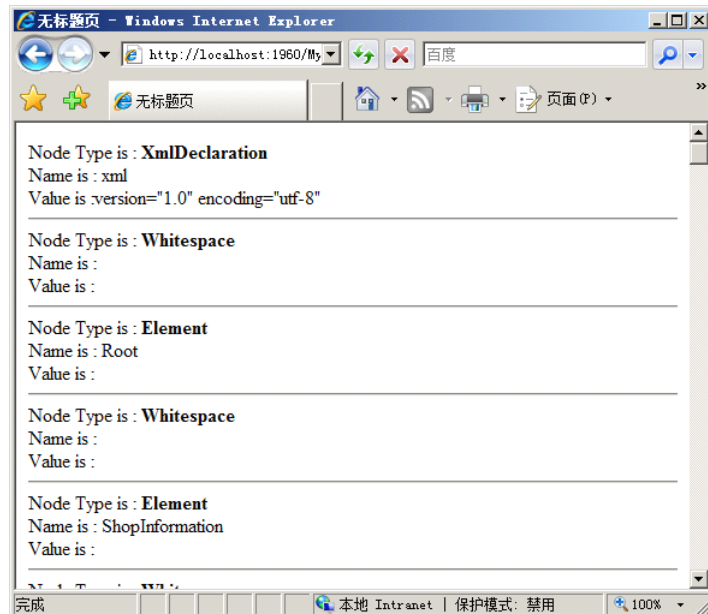 无标题页 - Windows Internet Explorer
http://localhost:1960/My
百度
无标题页
页面(P)
»
Node Type is : XmlDeclaration
Name is : xml
Value is :version="1.0" encoding="utf-8"
Node Type is : Whitespace
Name is :
Value is :
Node Type is : Element
Name is : Root
Value is :
Node Type is : Whitespace
Name is :
Value is :
Node Type is : Element
Name is : ShopInformation
Value is :
完成
本地 Intranet | 保护模式: 禁用
100%